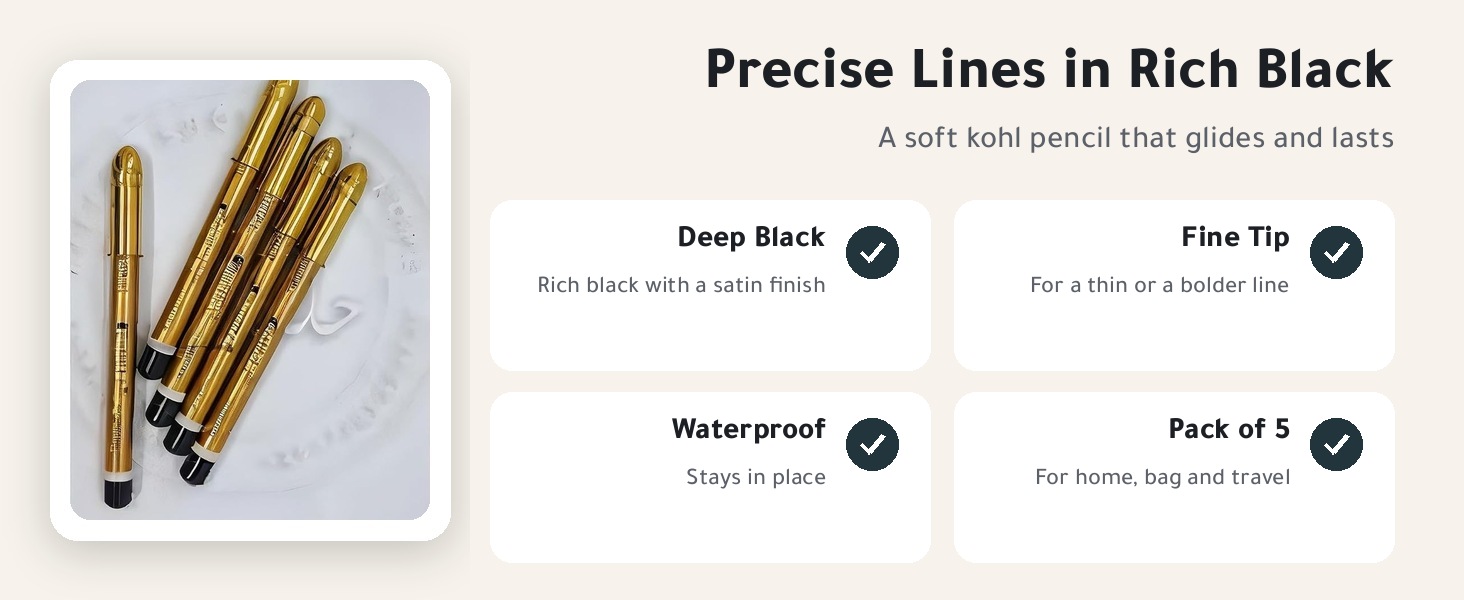 Precise Lines in Rich Black
A soft kohl pencil that glides and lasts
Deep Black
Rich black with a satin finish
Fine Tip
For a thin or a bolder line
Waterproof
Stays in place
Pack of 5
For home, bag and travel